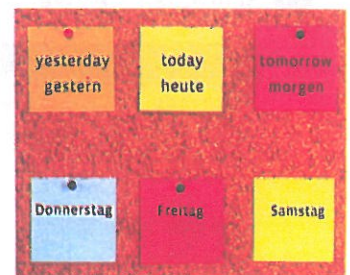 yesterday
gestern
today
heute
tomorrow
morgen
Donnerstag
Freitag
Samstag